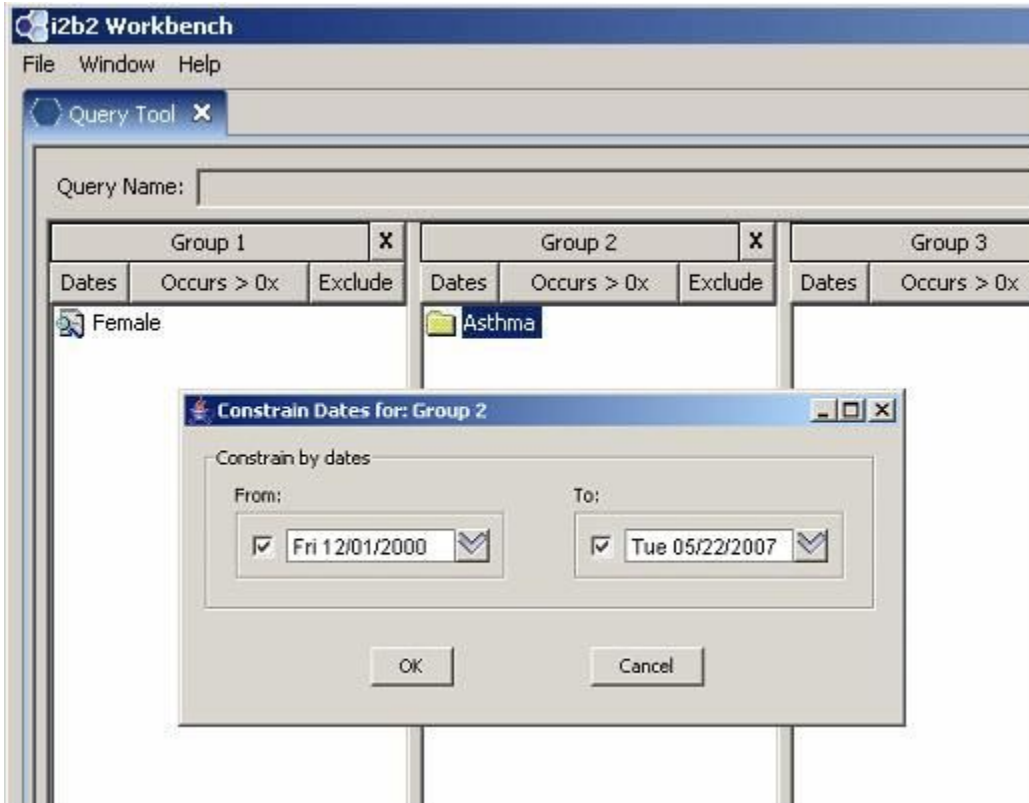 i2b2 Workbench
File Window Help
Query Tool X
Query Name:
Group 1 X Group 2 X Group 3
Dates Occurs > 0x Exclude Dates Occurs > 0x Exclude Dates Occurs > 0x
Female Asthma
Constrain Dates for: Group 2
Constrain by dates
From: To:
Fri 12/01/2000 Tue 05/22/2007
OK Cancel